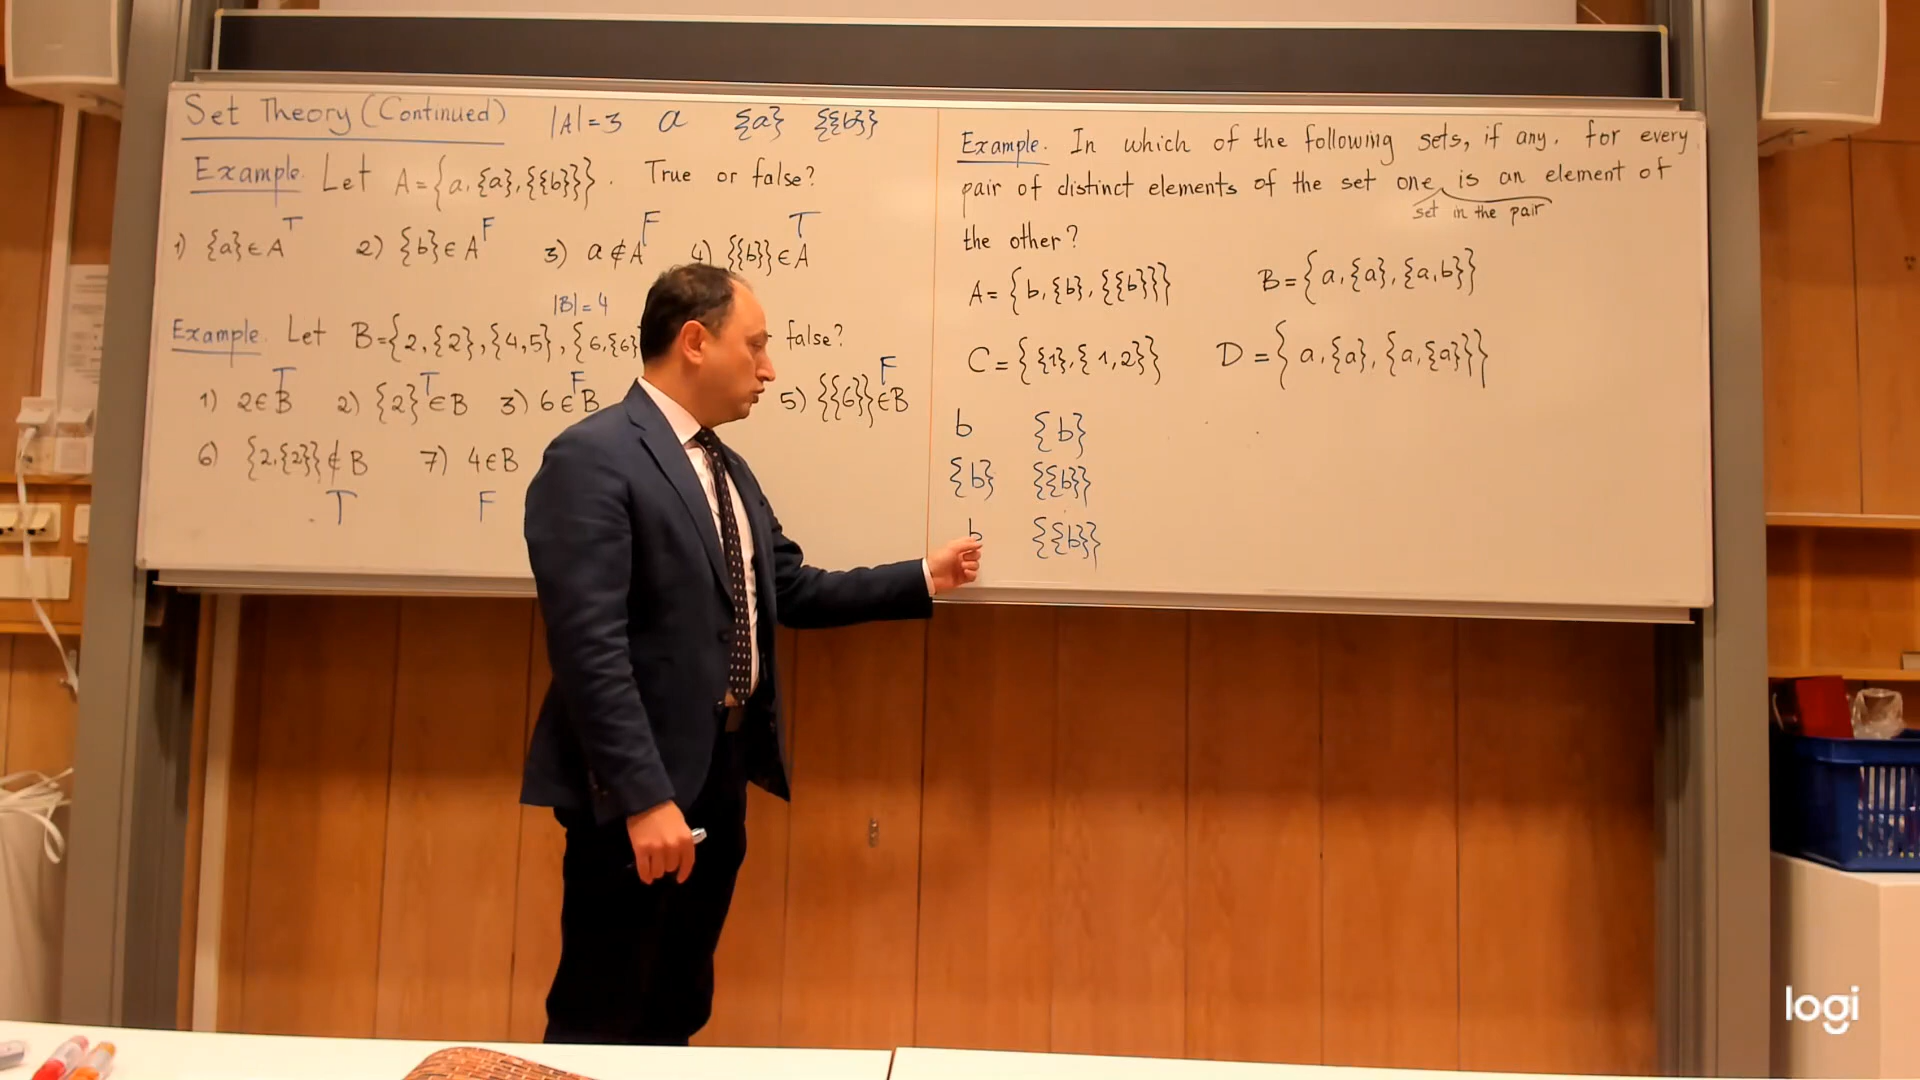 Set Theory (Continued) |A|=3 a {a} {{b}}
Example. Let A={a,{a},{{b}}}. True or false?
1) {a}∈A T 2) {b}∈A F 3) a∉A F 4) {{b}}∈A T
|B|=4
Example. Let B={2,{2},{4,5},{6,{6} false?
1) 2∈B T 2) {2}∈B T 3) 6∈B F 5) {{6}}∈B F
6) {2,{2}}∉B T 7) 4∈B F
Example. In which of the following sets, if any, for every
pair of distinct elements of the set one is an element of
set in the pair
the other?
A={b,{b},{{b}}} B={a,{a},{a,b}}
C={{1},{1,2}} D={a,{a},{a,{a}}}
b {b}
{b} {{b}}
b {{b}}
logi